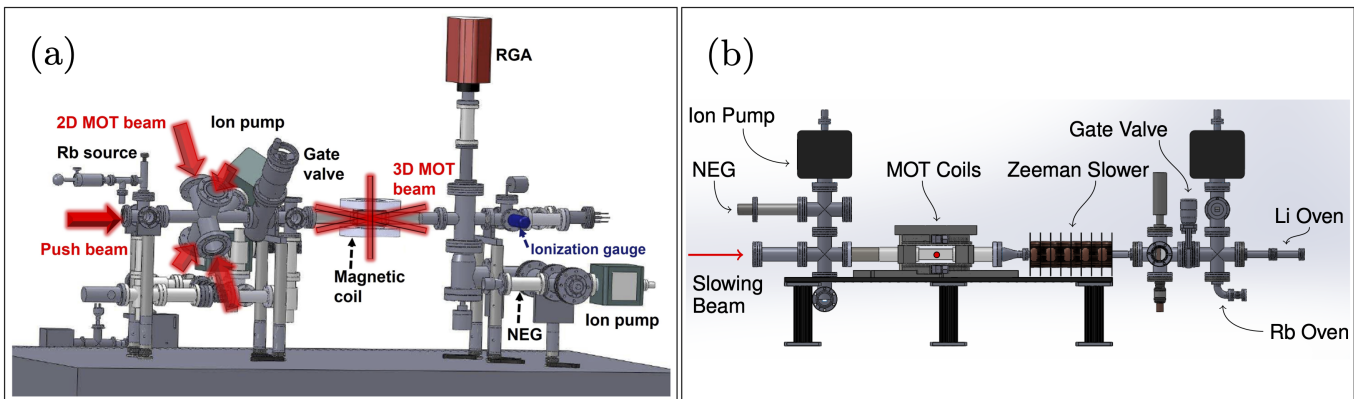 (a)
RGA
2D MOT beam
Ion pump
Rb source
Gate
valve
3D MOT
beam
Push beam
Ionization gauge
Magnetic
coil
NEG
Ion pump
(b)
Ion Pump
Gate Valve
NEG
MOT Coils
Zeeman Slower
Li Oven
Slowing
Beam
Rb Oven